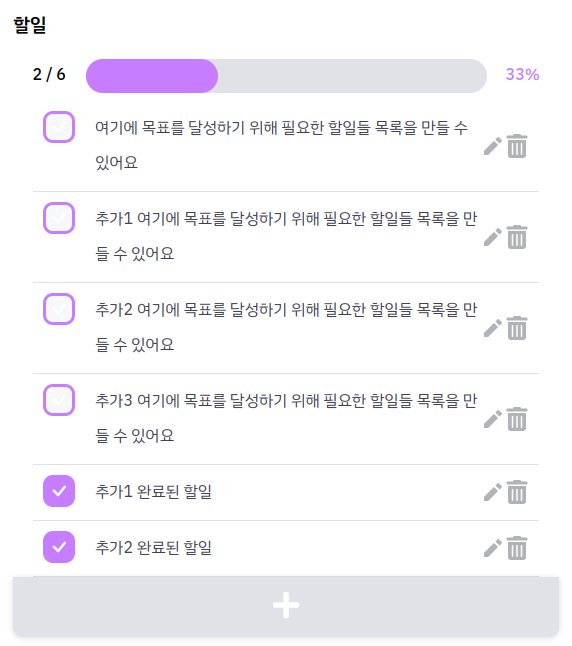 할일
2 / 6 33%
여기에 목표를 달성하기 위해 필요한 할일들 목록을 만들 수
있어요
추가1 여기에 목표를 달성하기 위해 필요한 할일들 목록을 만
들 수 있어요
추가2 여기에 목표를 달성하기 위해 필요한 할일들 목록을 만
들 수 있어요
추가3 여기에 목표를 달성하기 위해 필요한 할일들 목록을 만
들 수 있어요
추가1 완료된 할일
추가2 완료된 할일